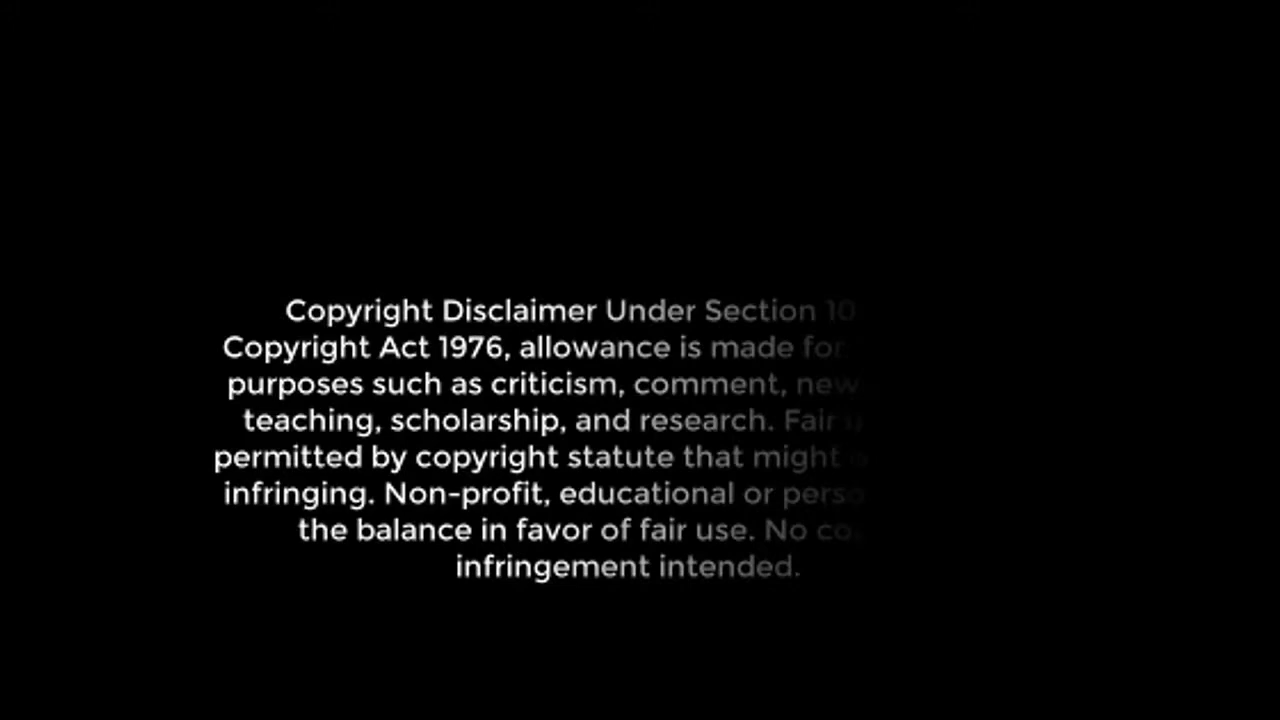 Copyright Disclaimer Under Section 10
Copyright Act 1976, allowance is made for
purposes such as criticism, comment,
teaching, scholarship, and research. Fair
permitted by copyright statute that might
infringing. Non-profit, educational or
the balance in favor of fair use. No
infringement intended.